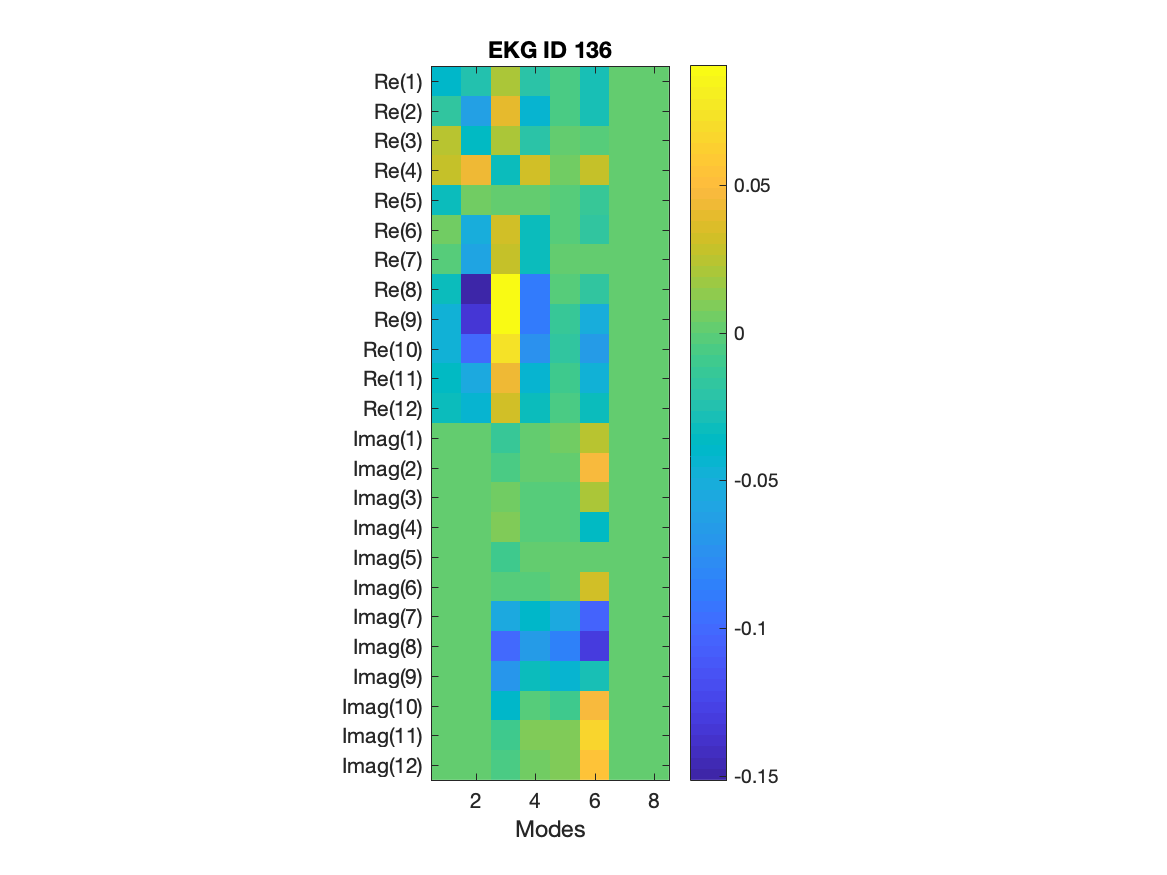 EKG ID 136
Re(1)
Re(2)
Re(3)
Re(4)
Re(5)
Re(6)
Re(7)
Re(8)
Re(9)
Re(10)
Re(11)
Re(12)
Imag(1)
Imag(2)
Imag(3)
Imag(4)
Imag(5)
Imag(6)
Imag(7)
Imag(8)
Imag(9)
Imag(10)
Imag(11)
Imag(12)
2 4 6 8
Modes
0.05
0
-0.05
-0.1
-0.15